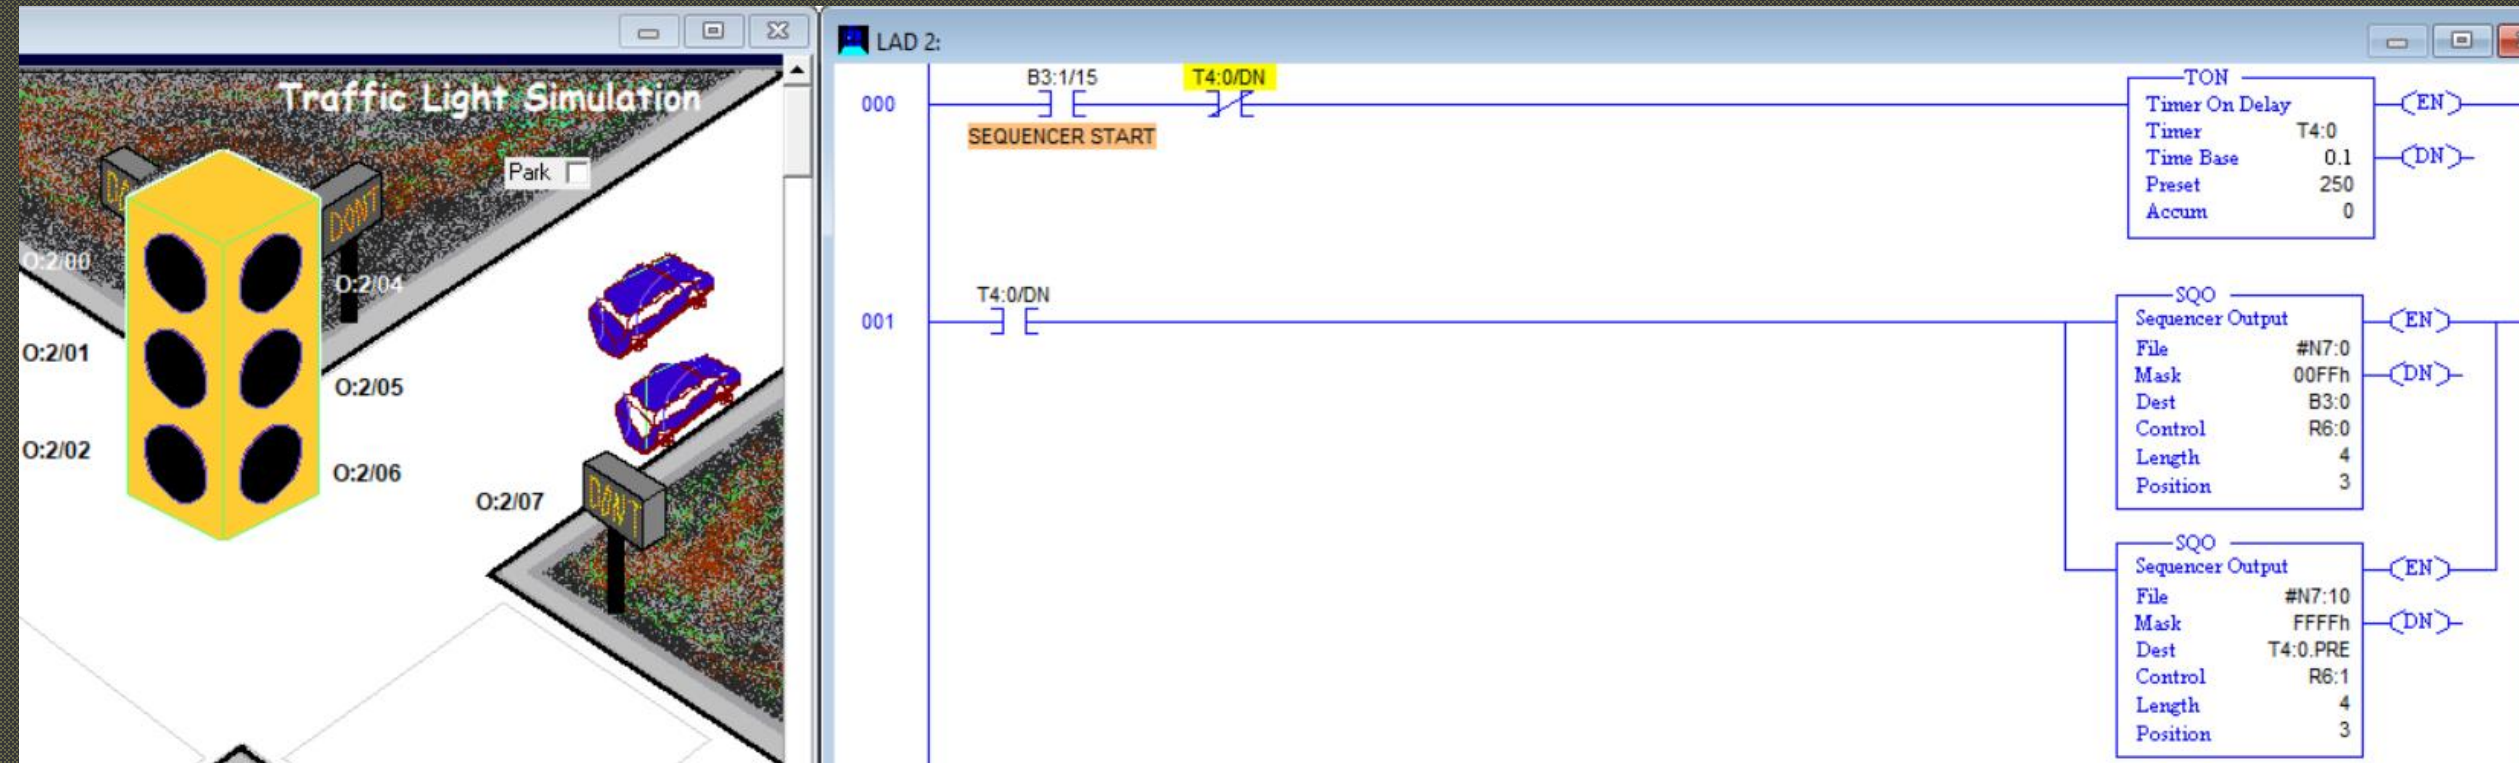 Traffic Light Simulation
Park
DONT
O:2/00
O:2/04
O:2/01
O:2/05
O:2/02
O:2/06
O:2/07
DON'T
LAD 2:
000
B3:1/15
T4:0/DN
SEQUENCER START
TON
Timer On Delay
Timer T4:0
Time Base 0.1
Preset 250
Accum 0
EN
DN
001
T4:0/DN
SQO
Sequencer Output
File #N7:0
Mask 00FFh
Dest B3:0
Control R6:0
Length 4
Position 3
EN
DN
SQO
Sequencer Output
File #N7:10
Mask FFFFh
Dest T4:0.PRE
Control R6:1
Length 4
Position 3
EN
DN